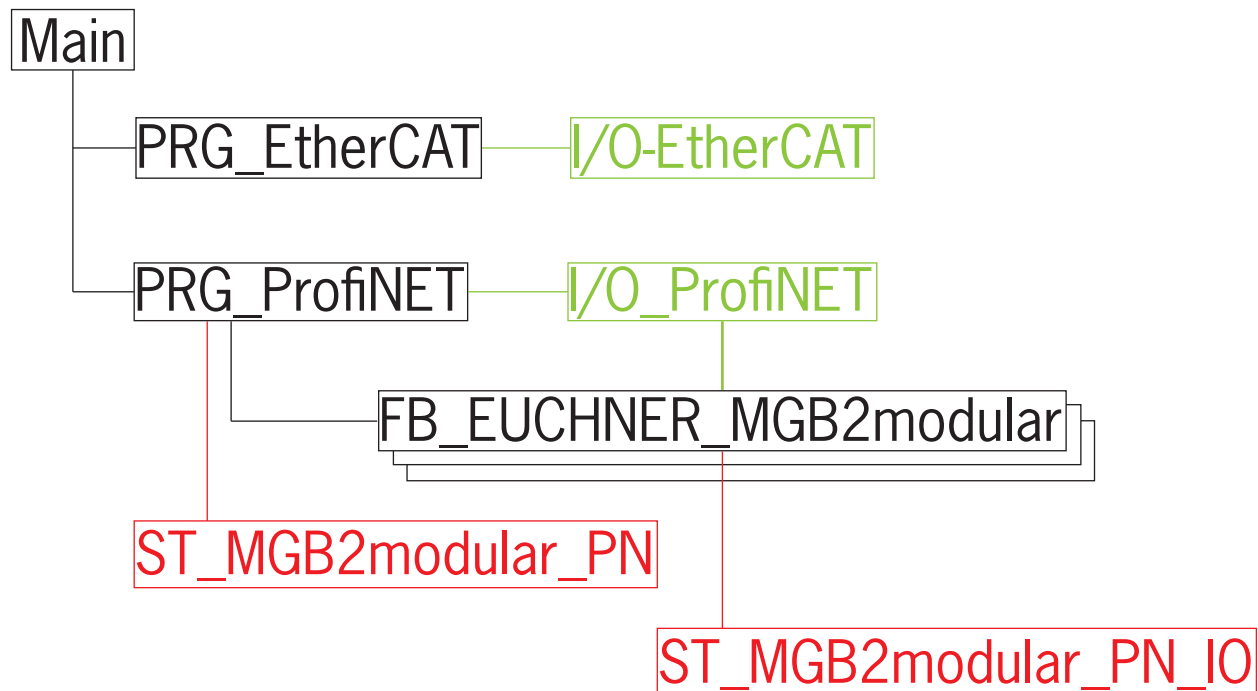 Main
PRG_EtherCAT
I/O-EtherCAT
PRG_ProfiNET
I/O_ProfiNET
FB_EUCHNER_MGB2modular
ST_MGB2modular_PN
ST_MGB2modular_PN_IO